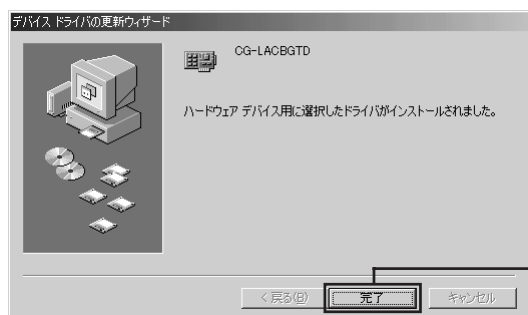 デバイス ドライバの更新ウィザード
CG-LACBGTD
ハードウェア デバイス用に選択したドライバがインストールされました。
< 戻る(B)
完了
キャンセル